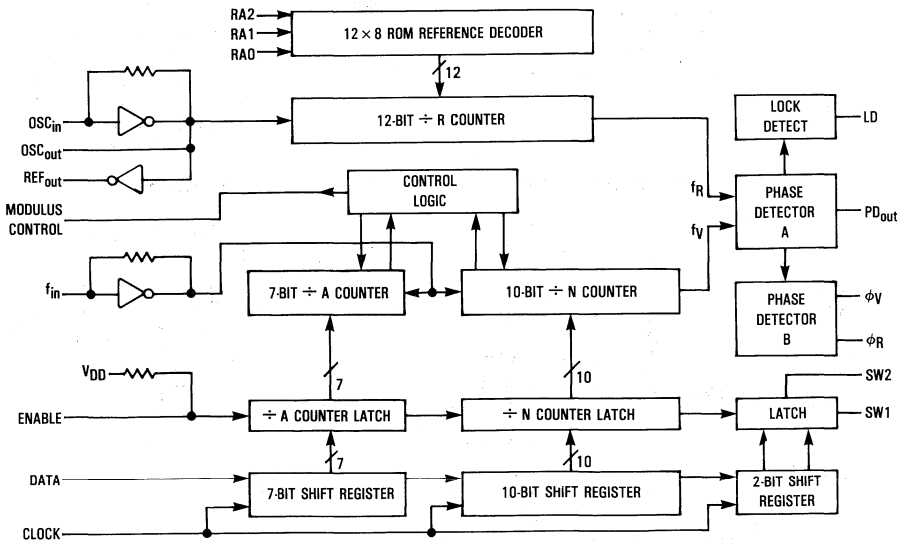 RA2
RA1
RA0
12 × 8 ROM REFERENCE DECODER
12
OSCin
OSCout
REFout
12-BIT ÷ R COUNTER
LOCK
DETECT
LD
MODULUS
CONTROL
CONTROL
LOGIC
fR
fV
PHASE
DETECTOR
A
PDout
fin
7-BIT ÷ A COUNTER
10-BIT ÷ N COUNTER
PHASE
DETECTOR
B
ϕV
ϕR
7
10
VDD
ENABLE
÷ A COUNTER LATCH
÷ N COUNTER LATCH
LATCH
SW2
SW1
7
10
DATA
7-BIT SHIFT REGISTER
10-BIT SHIFT REGISTER
2-BIT SHIFT
REGISTER
CLOCK